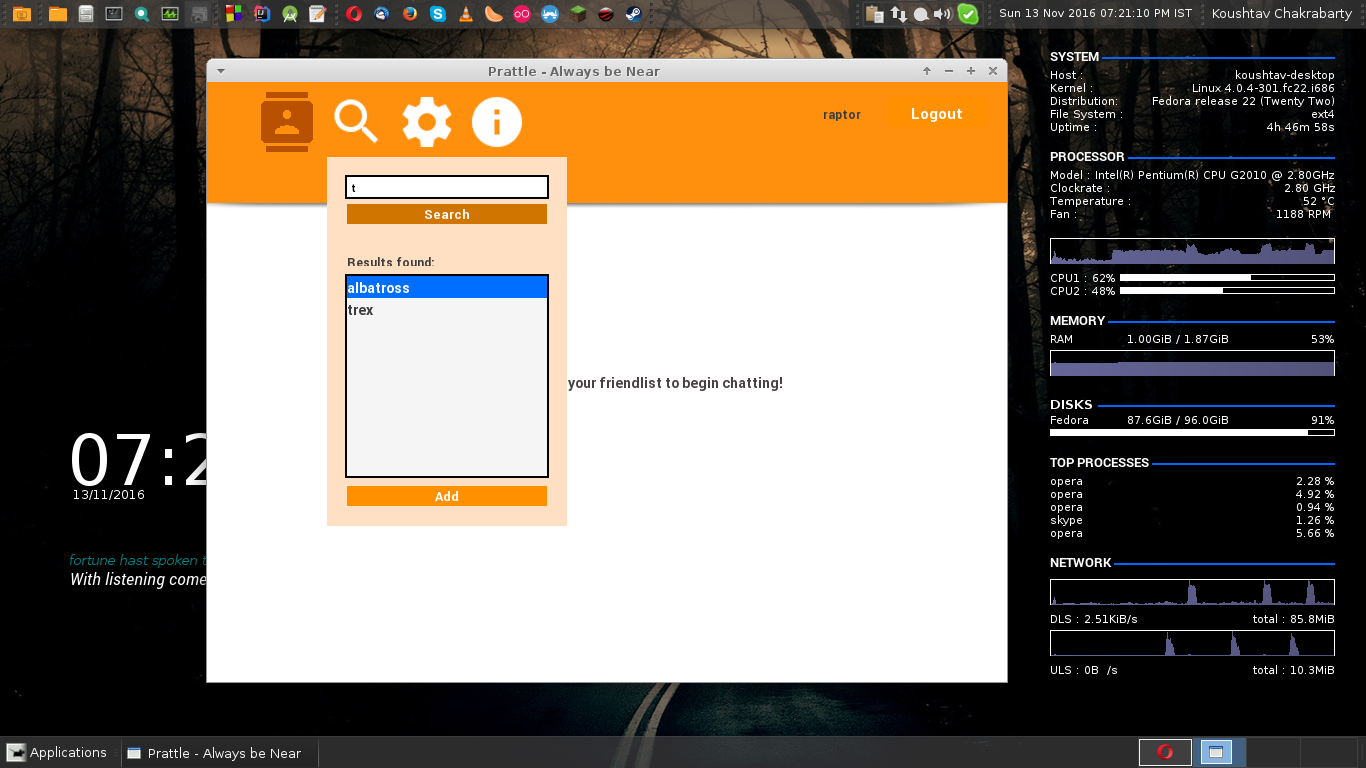 Sun 13 Nov 2016 07:21:10 PM IST
Koushtav Chakrabarty
Prattle - Always be Near
raptor
Logout
t
Search
Results found:
albatross
trex
Add
your friendlist to begin chatting!
07:2
13/11/2016
fortune hast spoken t
With listening come
SYSTEM
Host : koushtav-desktop
Kernel : Linux 4.0.4-301.fc22.i686
Distribution: Fedora release 22 (Twenty Two)
File System : ext4
Uptime : 4h 46m 58s
PROCESSOR
Model : Intel(R) Pentium(R) CPU G2010 @ 2.80GHz
Clockrate : 2.80 GHz
Temperature : 52 °C
Fan : 1188 RPM
CPU1 : 62%
CPU2 : 48%
MEMORY
RAM 1.00GiB / 1.87GiB 53%
DISKS
Fedora 87.6GiB / 96.0GiB 91%
TOP PROCESSES
opera 2.28 %
opera 4.92 %
opera 0.94 %
skype 1.26 %
opera 5.66 %
NETWORK
DLS : 2.51KiB/s total : 85.8MiB
ULS : 0B /s total : 10.3MiB
Applications
Prattle - Always be Near